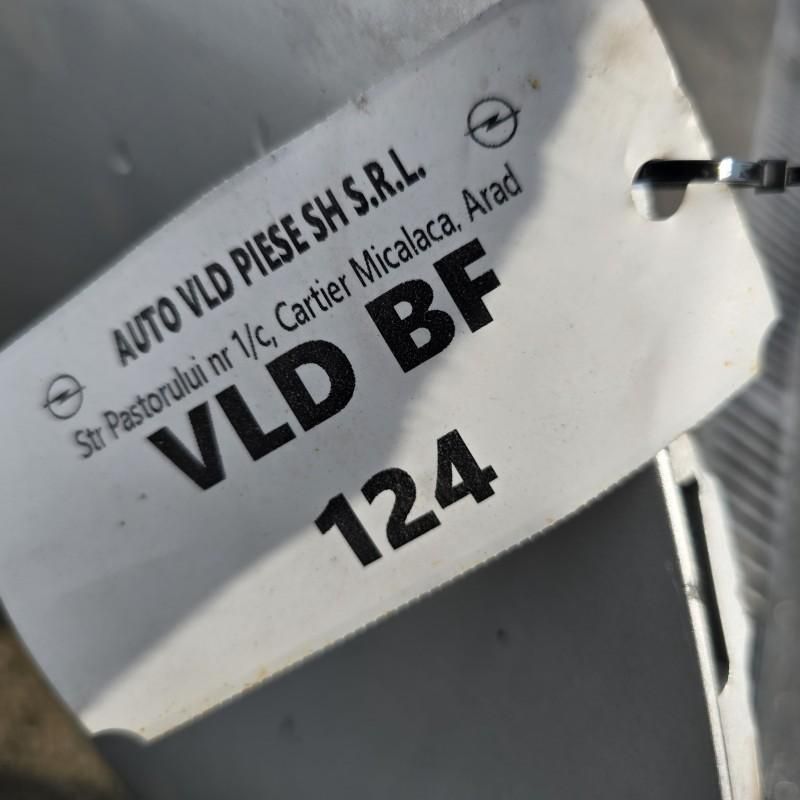 AUTO VLD PIESE SH S.R.L.
Str Pastorului nr 1/c, Cartier Micalaca, Arad
VLD BF
124